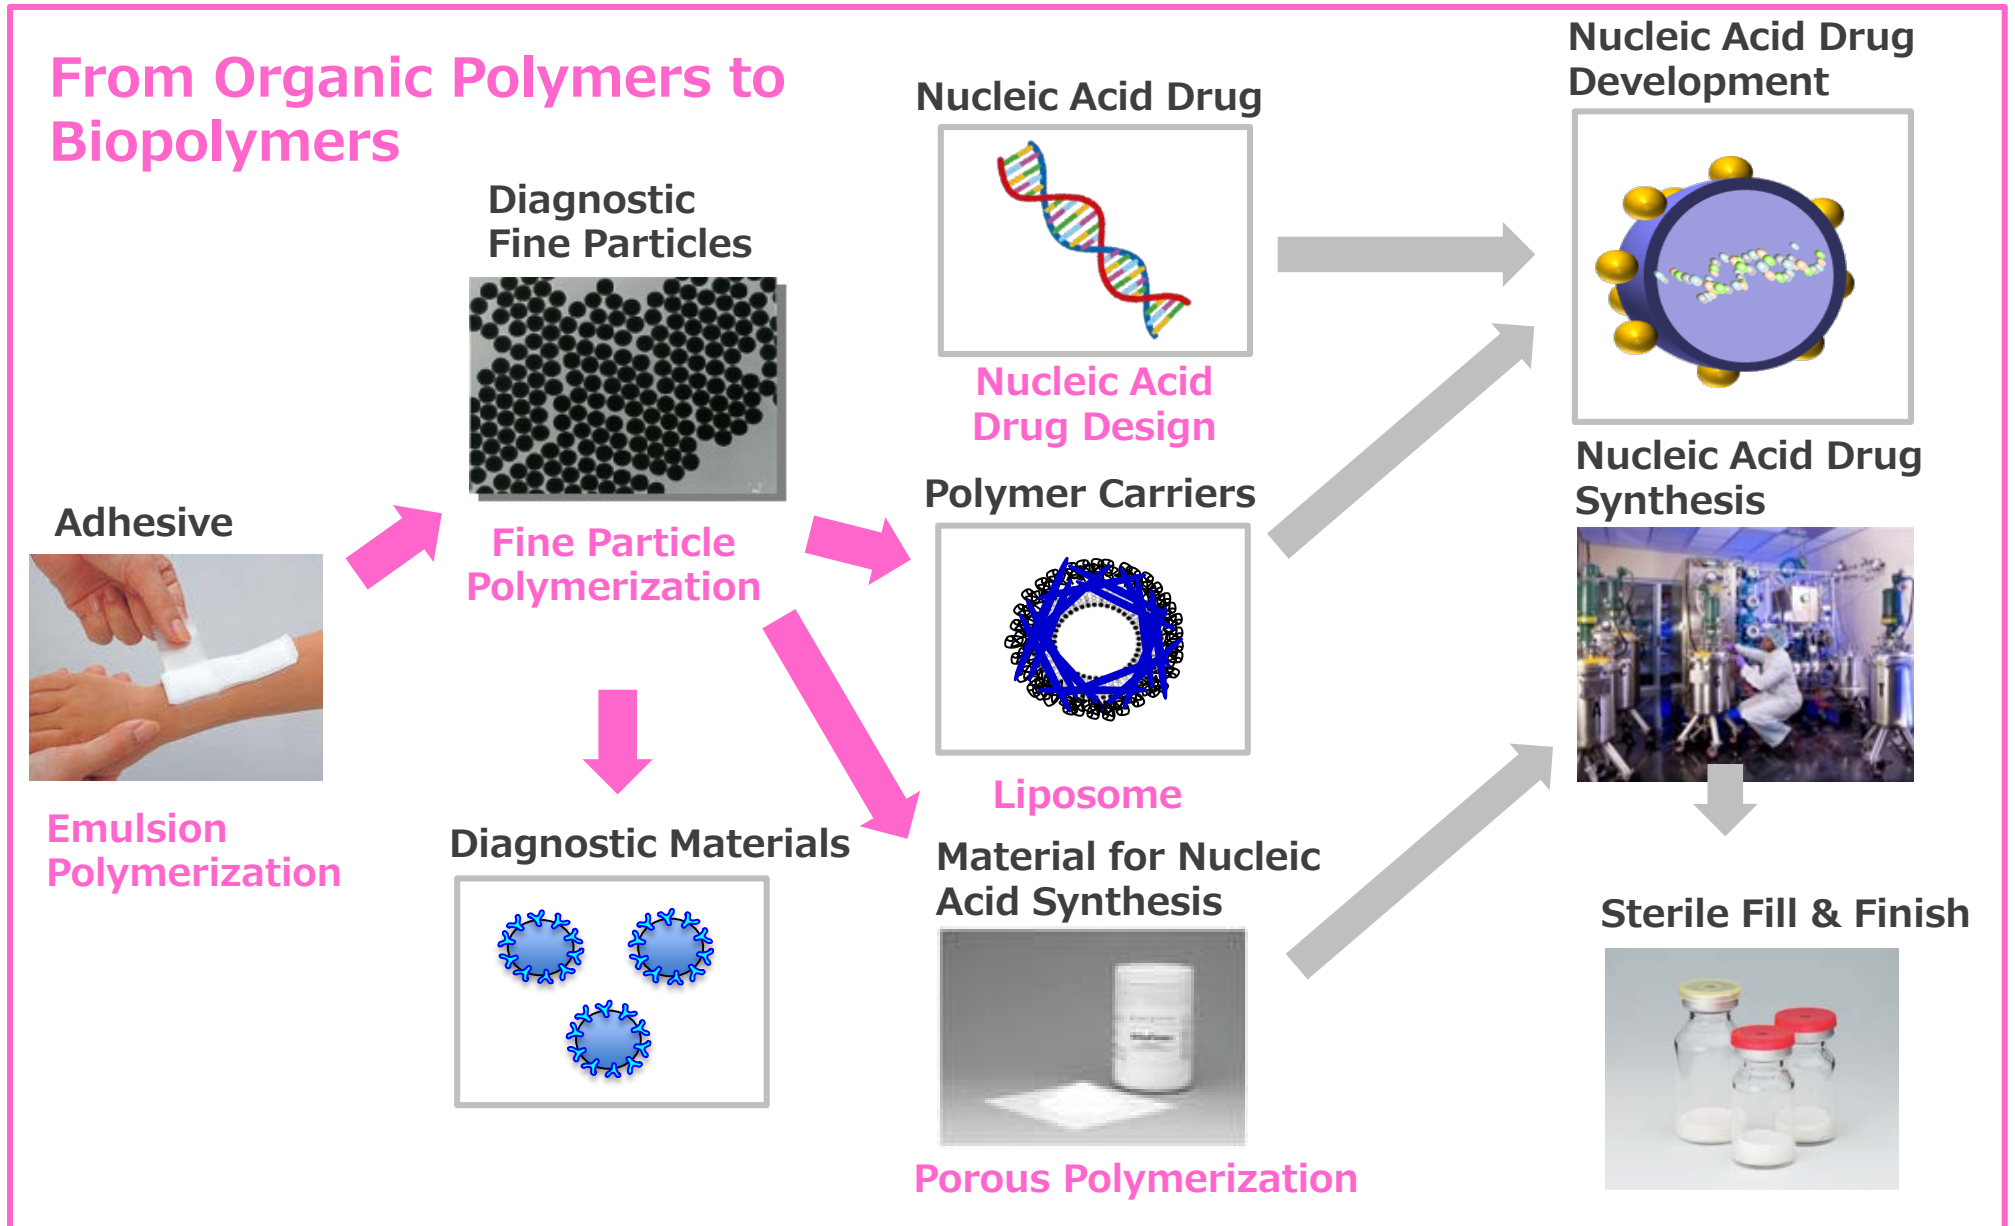 From Organic Polymers to
Biopolymers
Adhesive
Emulsion
Polymerization
Diagnostic
Fine Particles
Fine Particle
Polymerization
Diagnostic Materials
Nucleic Acid Drug
Nucleic Acid
Drug Design
Polymer Carriers
Liposome
Material for Nucleic
Acid Synthesis
Porous Polymerization
Nucleic Acid Drug
Development
Nucleic Acid Drug
Synthesis
Sterile Fill & Finish